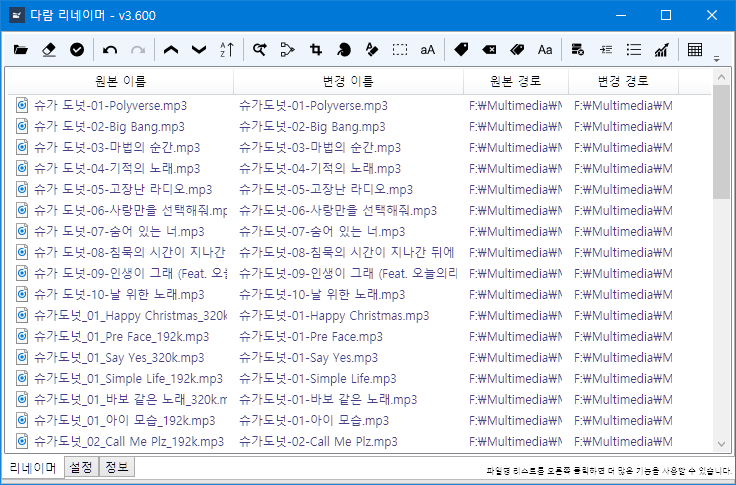 다람 리네이머 - v3.600
aA Aa
원본 이름 변경 이름 원본 경로 변경 경로
슈가 도넛-01-Polyverse.mp3 슈가도넛-01-Polyverse.mp3 F:₩Multimedia₩M F:₩Multimedia₩M
슈가 도넛-02-Big Bang.mp3 슈가도넛-02-Big Bang.mp3 F:₩Multimedia₩M F:₩Multimedia₩M
슈가 도넛-03-마법의 순간.mp3 슈가도넛-03-마법의 순간.mp3 F:₩Multimedia₩M F:₩Multimedia₩M
슈가 도넛-04-기적의 노래.mp3 슈가도넛-04-기적의 노래.mp3 F:₩Multimedia₩M F:₩Multimedia₩M
슈가 도넛-05-고장난 라디오.mp3 슈가도넛-05-고장난 라디오.mp3 F:₩Multimedia₩M F:₩Multimedia₩M
슈가 도넛-06-사랑만을 선택해줘.mp 슈가도넛-06-사랑만을 선택해줘.mp3 F:₩Multimedia₩M F:₩Multimedia₩M
슈가 도넛-07-숨어 있는 너.mp3 슈가도넛-07-숨어 있는 너.mp3 F:₩Multimedia₩M F:₩Multimedia₩M
슈가 도넛-08-침묵의 시간이 지나간 슈가도넛-08-침묵의 시간이 지나간 뒤에 F:₩Multimedia₩M F:₩Multimedia₩M
슈가 도넛-09-인생이 그래 (Feat. 오늘 슈가도넛-09-인생이 그래 (Feat. 오늘의라 F:₩Multimedia₩M F:₩Multimedia₩M
슈가 도넛-10-날 위한 노래.mp3 슈가도넛-10-날 위한 노래.mp3 F:₩Multimedia₩M F:₩Multimedia₩M
슈가도넛_01_Happy Christmas_320k 슈가도넛-01-Happy Christmas.mp3 F:₩Multimedia₩M F:₩Multimedia₩M
슈가도넛_01_Pre Face_192k.mp3 슈가도넛-01-Pre Face.mp3 F:₩Multimedia₩M F:₩Multimedia₩M
슈가도넛_01_Say Yes_320k.mp3 슈가도넛-01-Say Yes.mp3 F:₩Multimedia₩M F:₩Multimedia₩M
슈가도넛_01_Simple Life_192k.mp3 슈가도넛-01-Simple Life.mp3 F:₩Multimedia₩M F:₩Multimedia₩M
슈가도넛_01_바보 같은 노래_320k.m 슈가도넛-01-바보 같은 노래.mp3 F:₩Multimedia₩M F:₩Multimedia₩M
슈가도넛_01_아이 모습_192k.mp3 슈가도넛-01-아이 모습.mp3 F:₩Multimedia₩M F:₩Multimedia₩M
슈가도넛_02_Call Me Plz_192k.mp3 슈가도넛-02-Call Me Plz.mp3 F:₩Multimedia₩M F:₩Multimedia₩M
리네이머 설정 정보 파일명 리스트를 오른쪽 클릭하면 더 많은 기능을 사용할 수 있습니다.